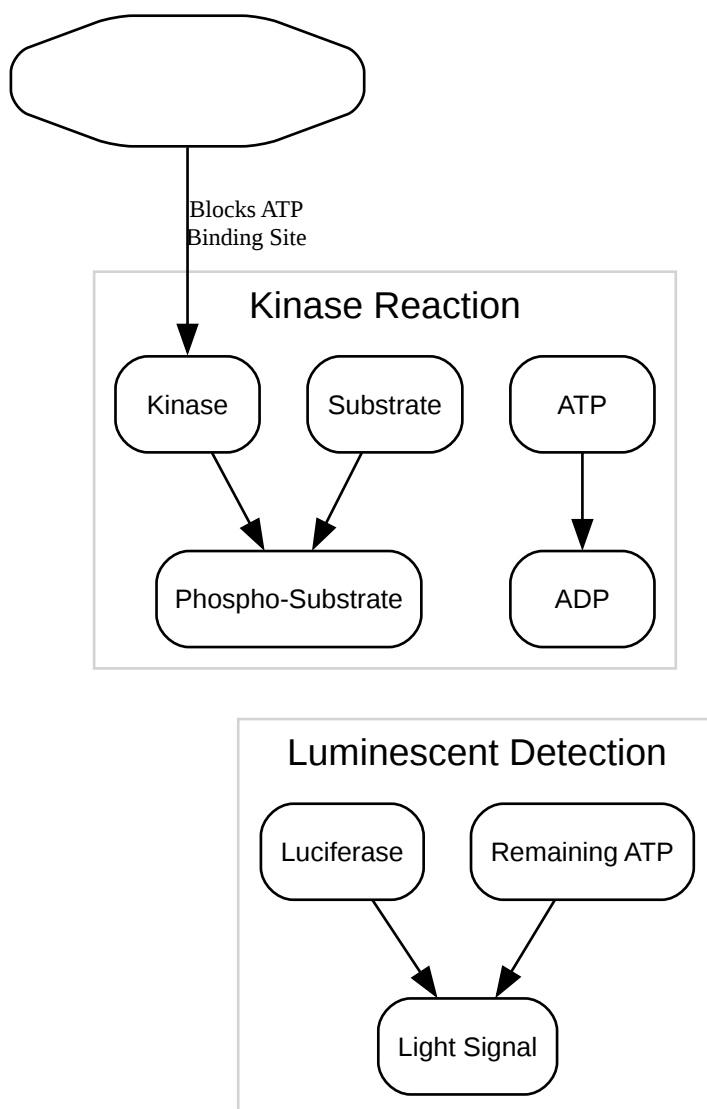 Blocks ATP
Binding Site
Kinase Reaction
Kinase
Substrate
ATP
Phospho-Substrate
ADP
Luminescent Detection
Luciferase
Remaining ATP
Light Signal